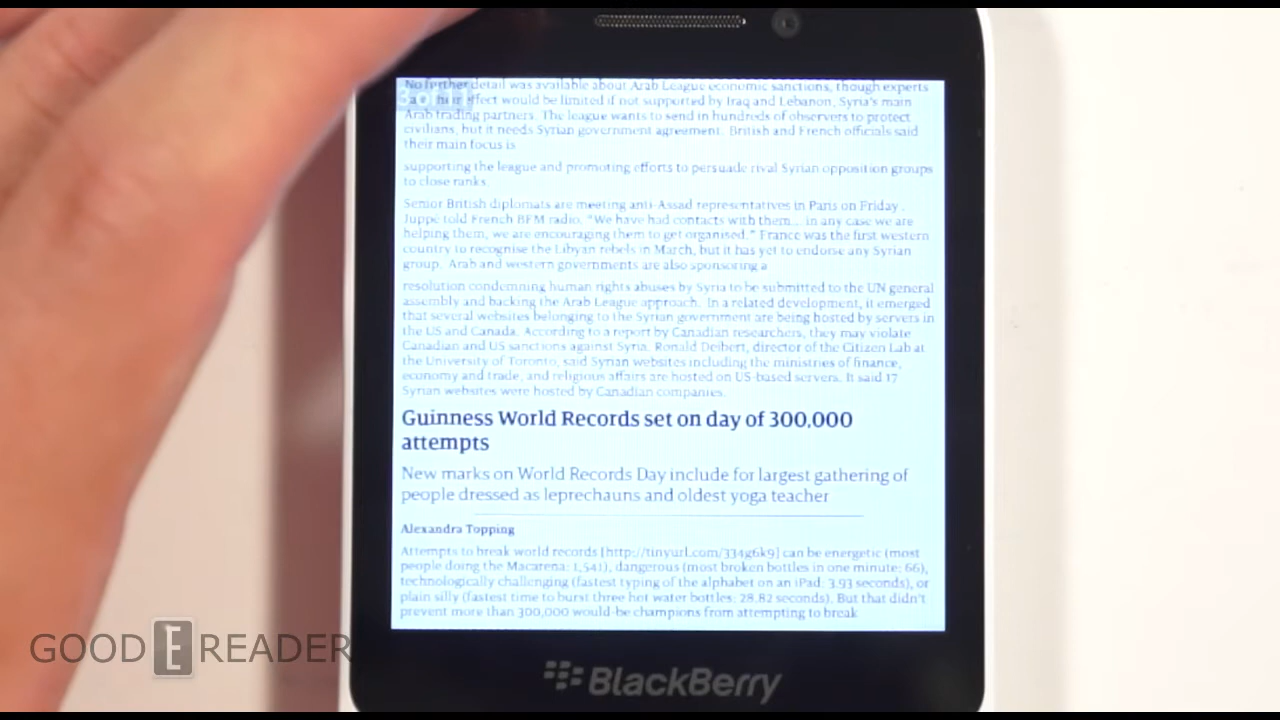 No further detail was available about Arab League economic sanctions, though experts
effect would be limited if not supported by Iraq and Lebanon, Syria's main
Arab trading partners. The league wants to send in hundreds of observers to protect
civilians, but it needs Syrian government agreement. British and French officials said
their main focus is
supporting the league and promoting efforts to persuade rival Syrian opposition groups
to close ranks.
Senior British diplomats are meeting anti-Assad representatives in Paris on Friday .
Juppe told French BFM radio. "We have had contacts with them... in any case we are
helping them, we are encouraging them to get organised." France was the first western
country to recognise the Libyan rebels in March, but it has yet to endorse any Syrian
group. Arab and western governments are also sponsoring a
resolution condemning human rights abuses by Syria to be submitted to the UN general
assembly and backing the Arab League approach. In a related development, it emerged
that several websites belonging to the Syrian government are being hosted by servers in
the US and Canada. According to a report by Canadian researchers, they may violate
Canadian and US sanctions against Syria. Ronald Deibert, director of the Citizen Lab at
the University of Toronto, said Syrian websites including the ministries of finance,
economy and trade, and religious affairs are hosted on US-based servers. It said 17
Syrian websites were hosted by Canadian companies.
Guinness World Records set on day of 300,000
attempts
New marks on World Records Day include for largest gathering of
people dressed as leprechauns and oldest yoga teacher
Alexandra Topping
Attempts to break world records [http://tinyurl.com/334g6k9] can be energetic (most
people doing the Macarena: 1,541), dangerous (most broken bottles in one minute: 66),
technologically challenging (fastest typing of the alphabet on an iPad: 3.93 seconds), or
plain silly (fastest time to burst three hot water bottles: 28.82 seconds). But that didn't
prevent more than 300,000 would-be champions from attempting to break
GOOD E READER
BlackBerry